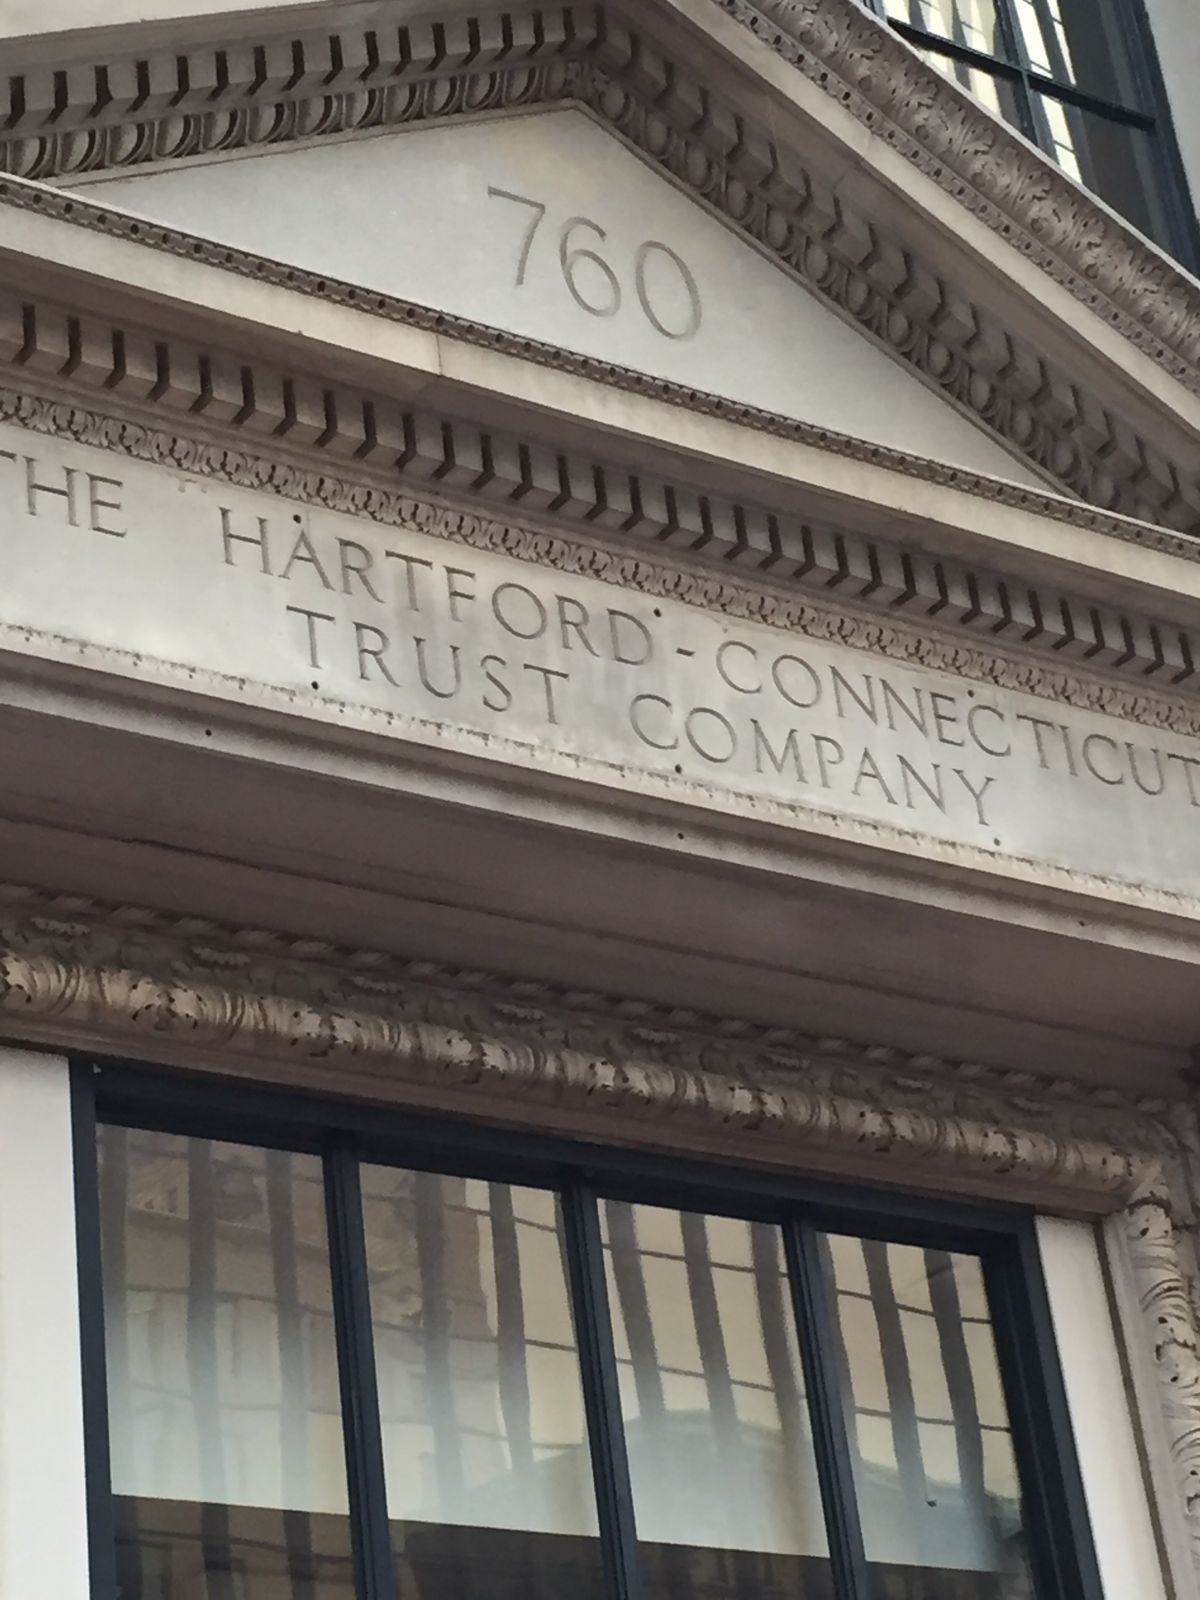 760
THE HARTFORD-CONNECTICUT
TRUST COMPANY